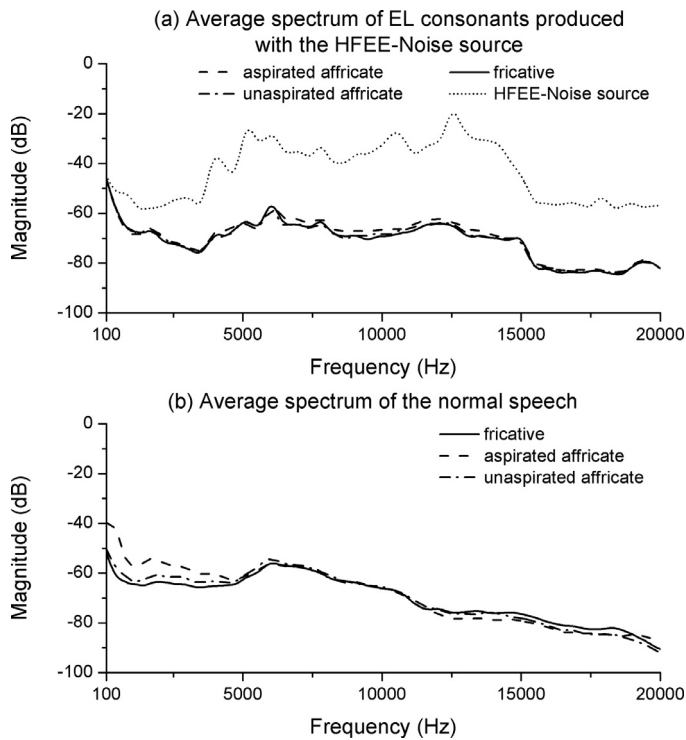 (a) Average spectrum of EL consonants produced
with the HFEE-Noise source
aspirated affricate
fricative
unaspirated affricate
HFEE-Noise source
0
-20
-40
-60
-80
-100
Magnitude (dB)
100
5000
10000
15000
20000
Frequency (Hz)
(b) Average spectrum of the normal speech
fricative
aspirated affricate
unaspirated affricate
0
-20
-40
-60
-80
-100
Magnitude (dB)
100
5000
10000
15000
20000
Frequency (Hz)